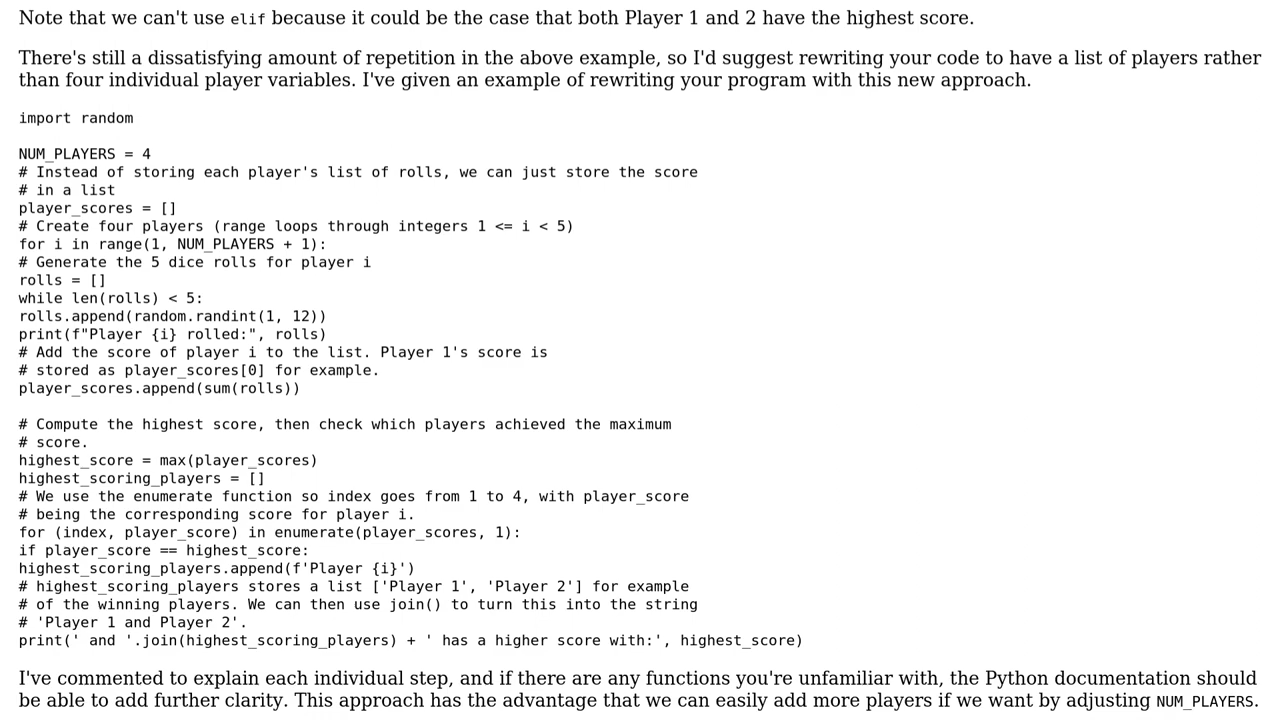 Note that we can't use elif because it could be the case that both Player 1 and 2 have the highest score.
There's still a dissatisfying amount of repetition in the above example, so I'd suggest rewriting your code to have a list of players rather
than four individual player variables. I've given an example of rewriting your program with this new approach.
import random
NUM_PLAYERS = 4
# Instead of storing each player's list of rolls, we can just store the score
# in a list
player_scores = []
# Create four players (range loops through integers 1 <= i < 5)
for i in range(1, NUM_PLAYERS + 1):
# Generate the 5 dice rolls for player i
rolls = []
while len(rolls) < 5:
rolls.append(random.randint(1, 12))
print(f"Player {i} rolled:", rolls)
# Add the score of player i to the list. Player 1's score is
# stored as player_scores[0] for example.
player_scores.append(sum(rolls))
# Compute the highest score, then check which players achieved the maximum
# score.
highest_score = max(player_scores)
highest_scoring_players = []
# We use the enumerate function so index goes from 1 to 4, with player_score
# being the corresponding score for player i.
for (index, player_score) in enumerate(player_scores, 1):
if player_score == highest_score:
highest_scoring_players.append(f'Player {i}')
# highest_scoring_players stores a list ['Player 1', 'Player 2'] for example
# of the winning players. We can then use join() to turn this into the string
# 'Player 1 and Player 2'.
print(' and '.join(highest_scoring_players) + ' has a higher score with:', highest_score)
I've commented to explain each individual step, and if there are any functions you're unfamiliar with, the Python documentation should
be able to add further clarity. This approach has the advantage that we can easily add more players if we want by adjusting NUM_PLAYERS.